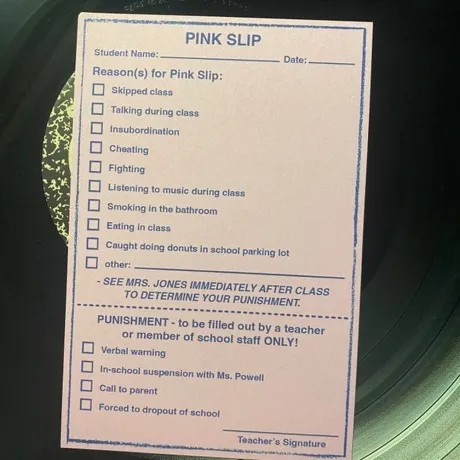 PINK SLIP
Student Name: Date:
Reason(s) for Pink Slip:
Skipped class
Talking during class
Insubordination
Cheating
Fighting
Listening to music during class
Smoking in the bathroom
Eating in class
Caught doing donuts in school parking lot
other:
- SEE MRS. JONES IMMEDIATELY AFTER CLASS
TO DETERMINE YOUR PUNISHMENT.
PUNISHMENT - to be filled out by a teacher
or member of school staff ONLY!
Verbal warning
In-school suspension with Ms. Powell
Call to parent
Forced to dropout of school
Teacher's Signature